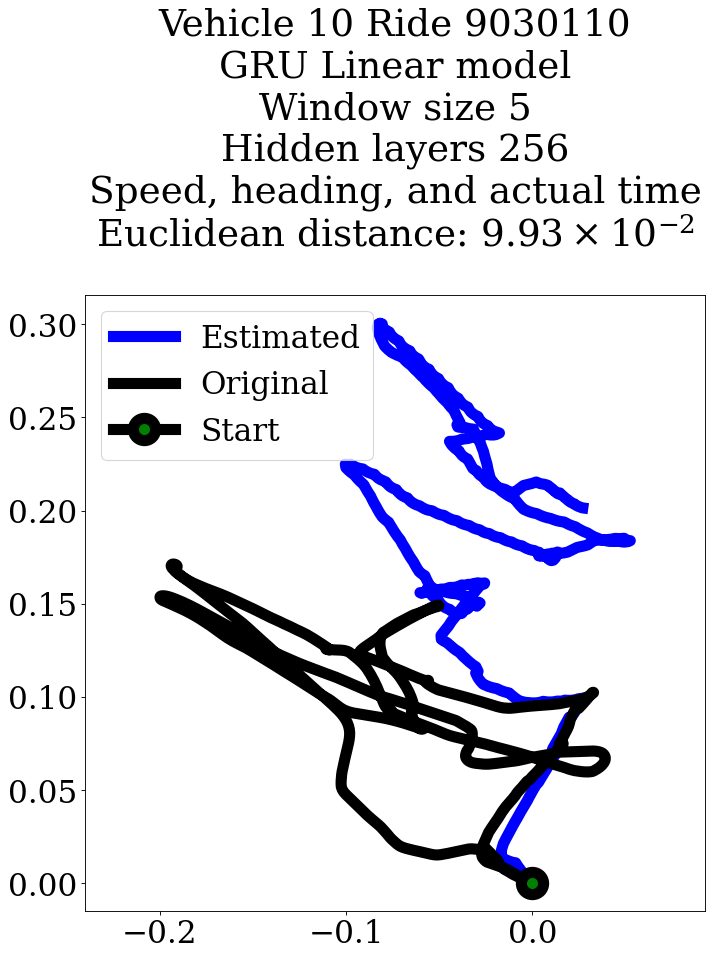 Vehicle 10 Ride 9030110
GRU Linear model
Window size 5
Hidden layers 256
Speed, heading, and actual time
Euclidean distance: 9.93 × 10⁻²
Estimated
Original
Start
0.30
0.25
0.20
0.15
0.10
0.05
0.00
−0.2 −0.1 0.0